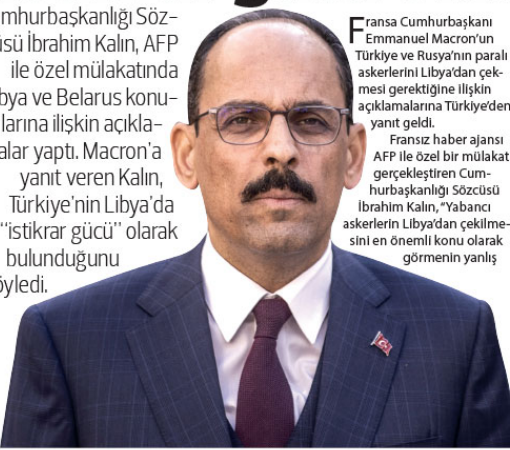 mhurbaşkanlığı Söz-
üsü İbrahim Kalın, AFP
ile özel mülakatında
bya ve Belarus konu-
larına ilişkin açıkla-
alar yaptı. Macron'a
yanıt veren Kalın,
Türkiye'nin Libya'da
"istikrar gücü" olarak
bulunduğunu
öyledi.
Fransa Cumhurbaşkanı
Emmanuel Macron'un
Türkiye ve Rusya'nın paralı
askerlerini Libya'dan çek-
mesi gerektiğine ilişkin
açıklamalarına Türkiye'den
yanıt geldi.
Fransız haber ajansı
AFP ile özel bir mülakat
gerçekleştiren Cum-
hurbaşkanlığı Sözcüsü
İbrahim Kalın, "Yabancı
askerlerin Libya'dan çekilme-
sini en önemli konu olarak
görmenin yanlış